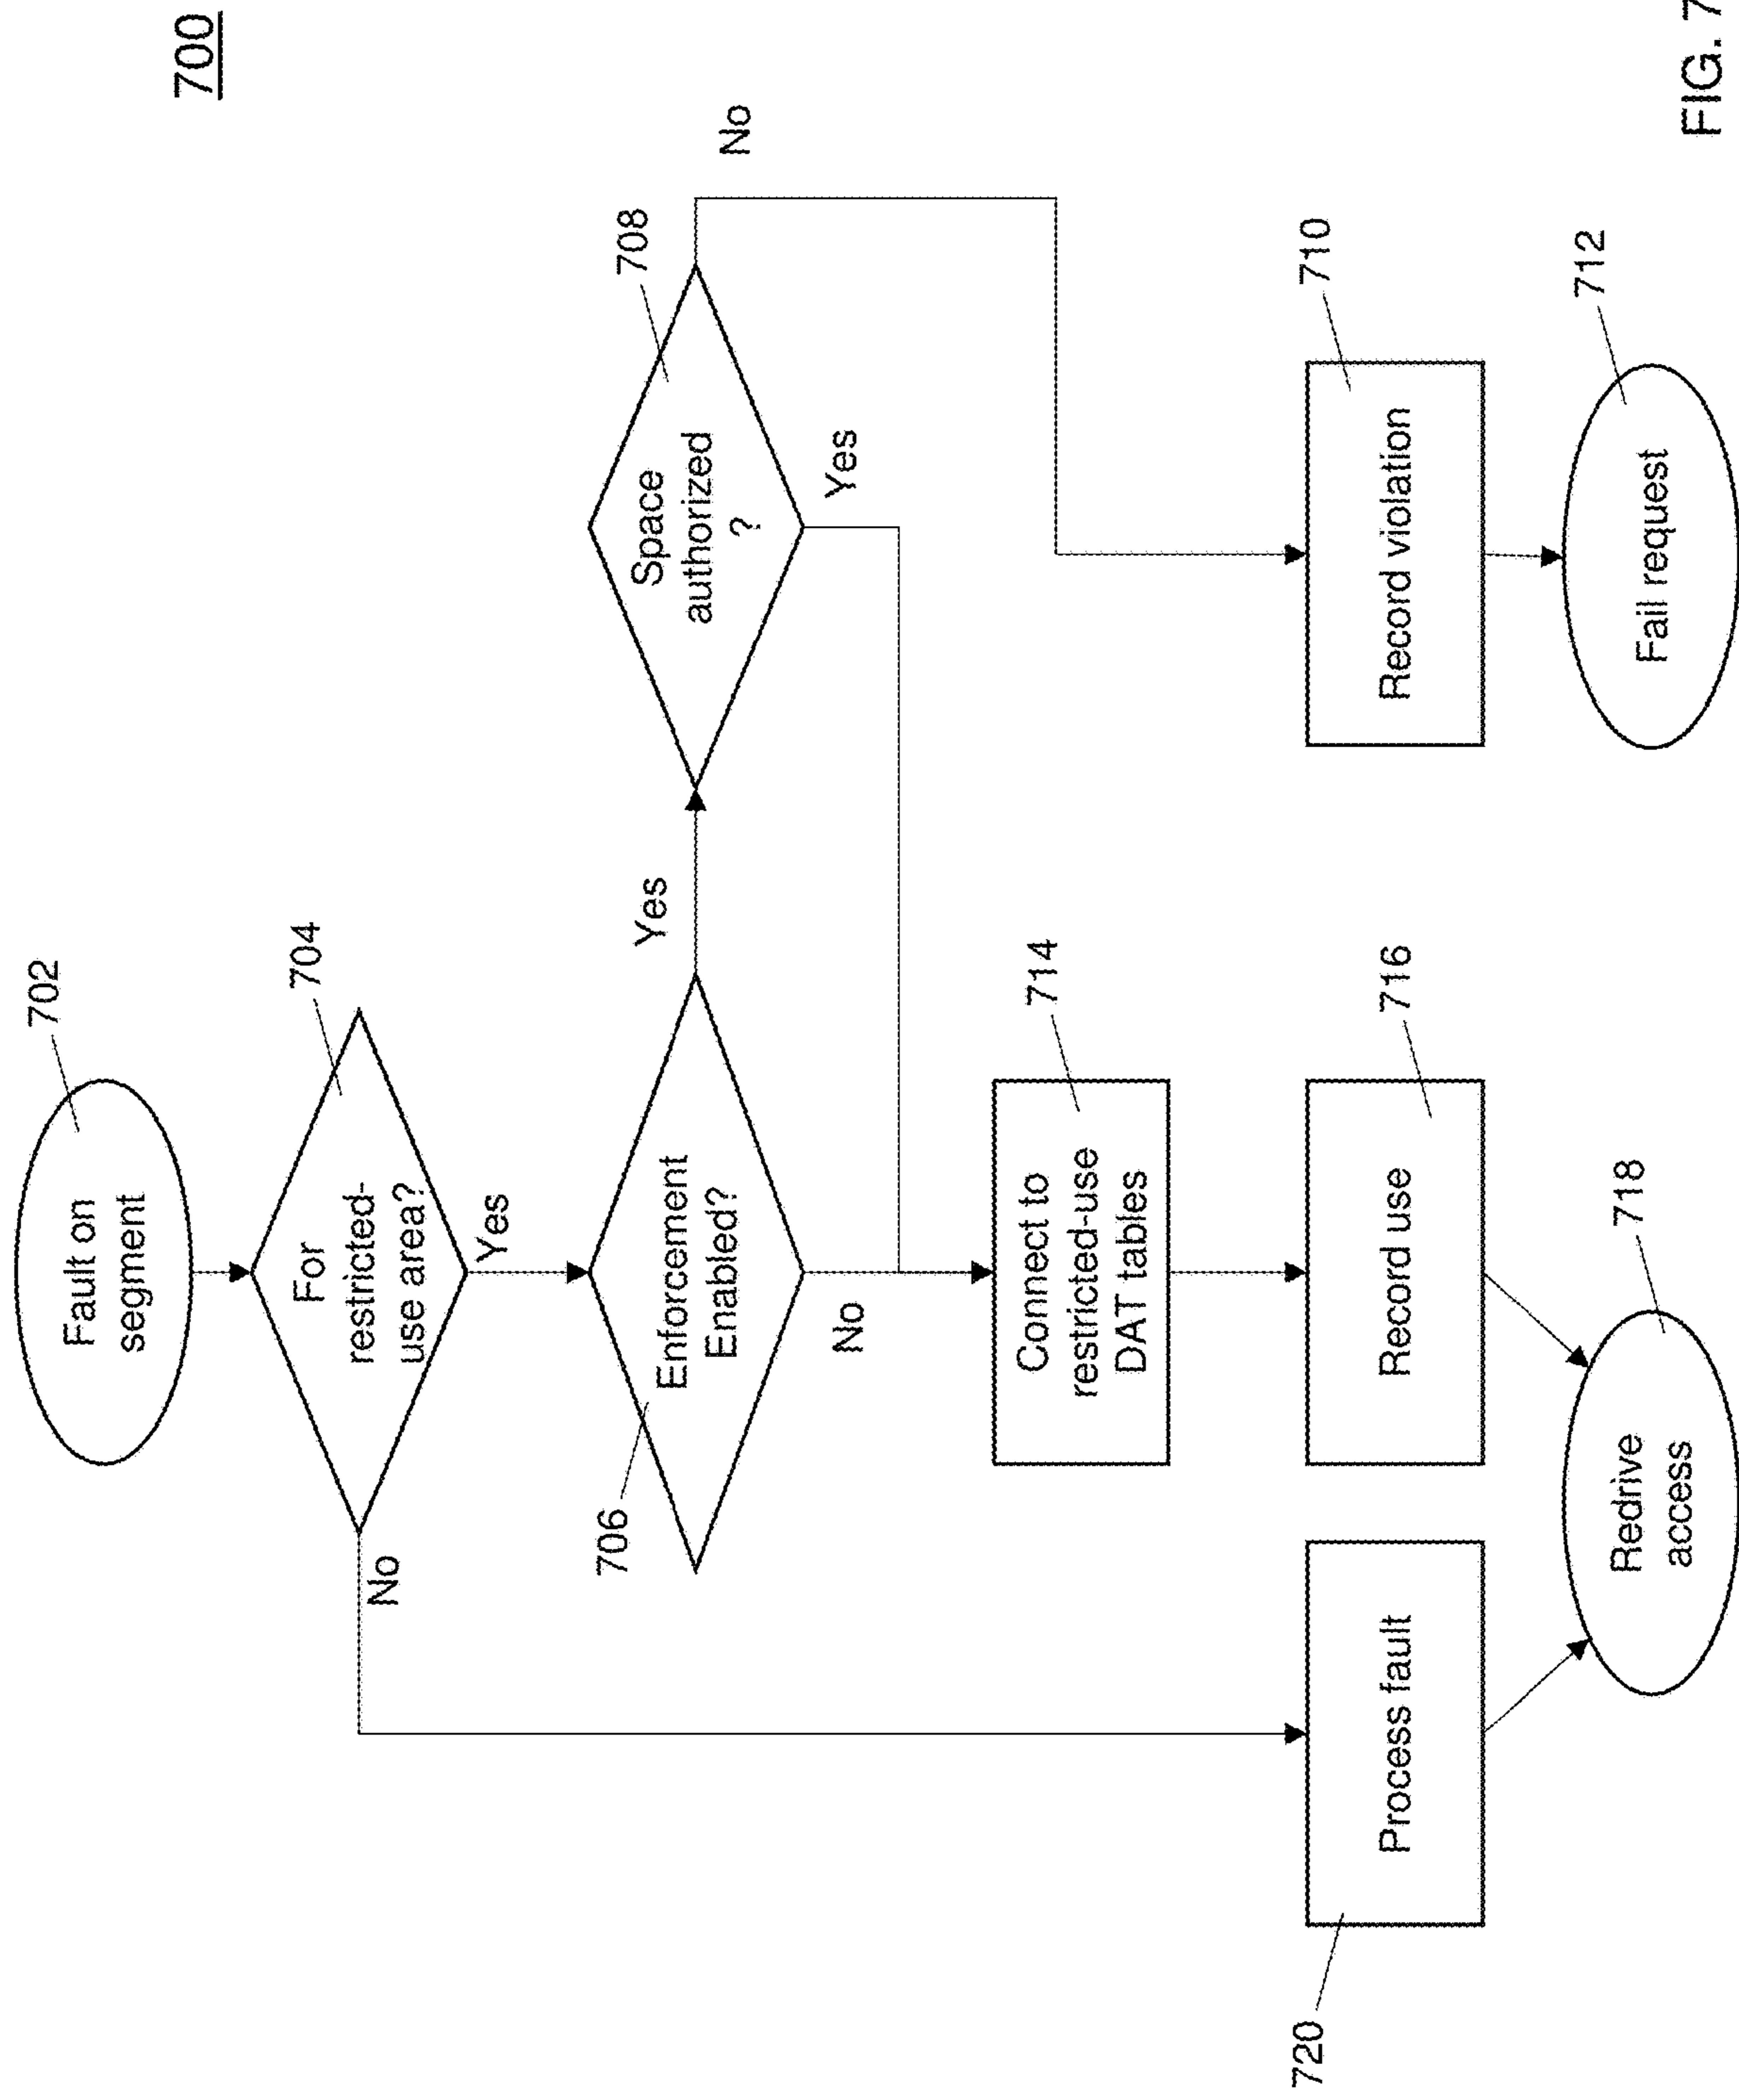 700
702
Fault on
segment
704
For
restricted-
use area?
No
Yes
706
Enforcement
Enabled?
Yes
No
708
Space
authorized
?
Yes
No
714
Connect to
restricted-use
DAT tables
720
Process fault
716
Record use
710
Record violation
718
Redrive
access
712
Fail request
FIG. 7